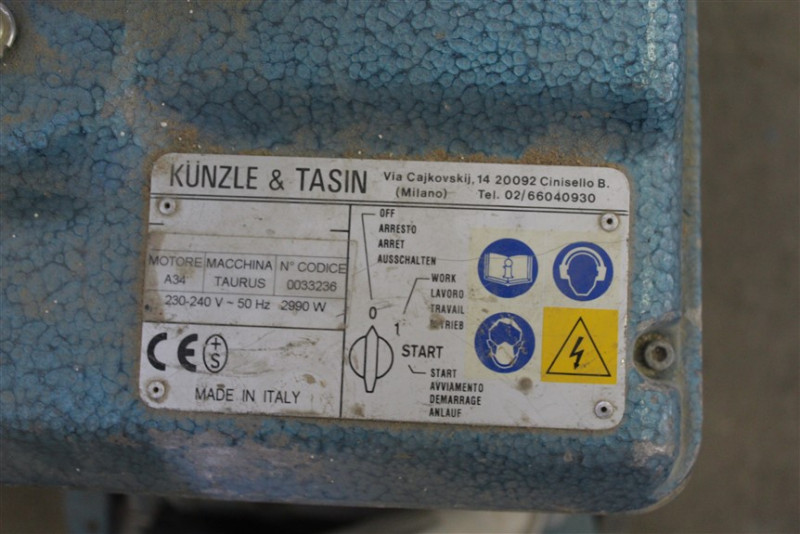 KÜNZLE & TASIN
Via Cajkovskij, 14 20092 Cinisello B.
(Milano) Tel. 02/66040930
MOTORE MACCHINA N° CODICE
A34 TAURUS 0033236
230-240 V ~ 50 Hz 2990 W
CE +S
MADE IN ITALY
OFF
ARRESTO
ARRET
AUSSCHALTEN
WORK
LAVORO
TRAVAIL
0
1
START
START
AVVIAMENTO
DEMARRAGE
ANLAUF